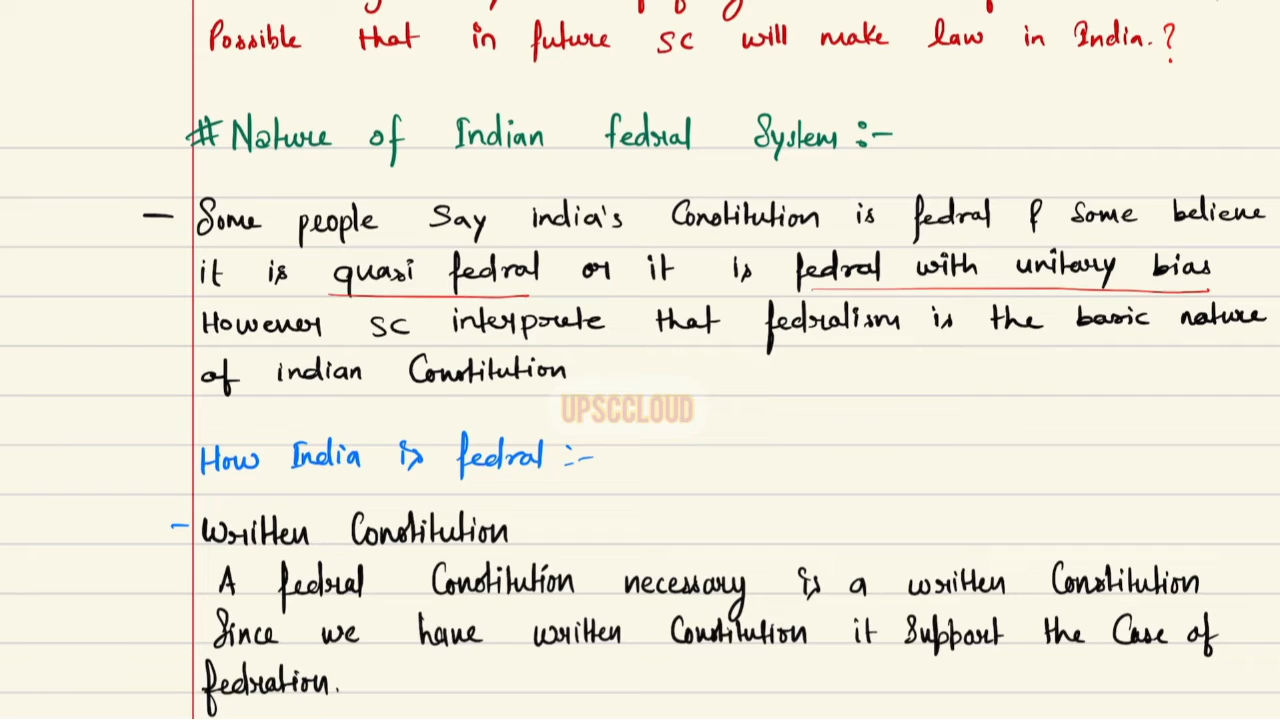 Possible that in future SC will make law in India.?
# Nature of Indian fedral System :-
— Some people say india's Constitution is fedral & some believe
it is quasi fedral or it is fedral with unitary bias
However SC interprete that fedralism is the basic nature
of indian Constitution
UPSCCLOUD
How India is fedral :-
- Written Constitution
A fedral Constitution necessary is a written Constitution
Since we have written Constitution it support the Case of
fedration.